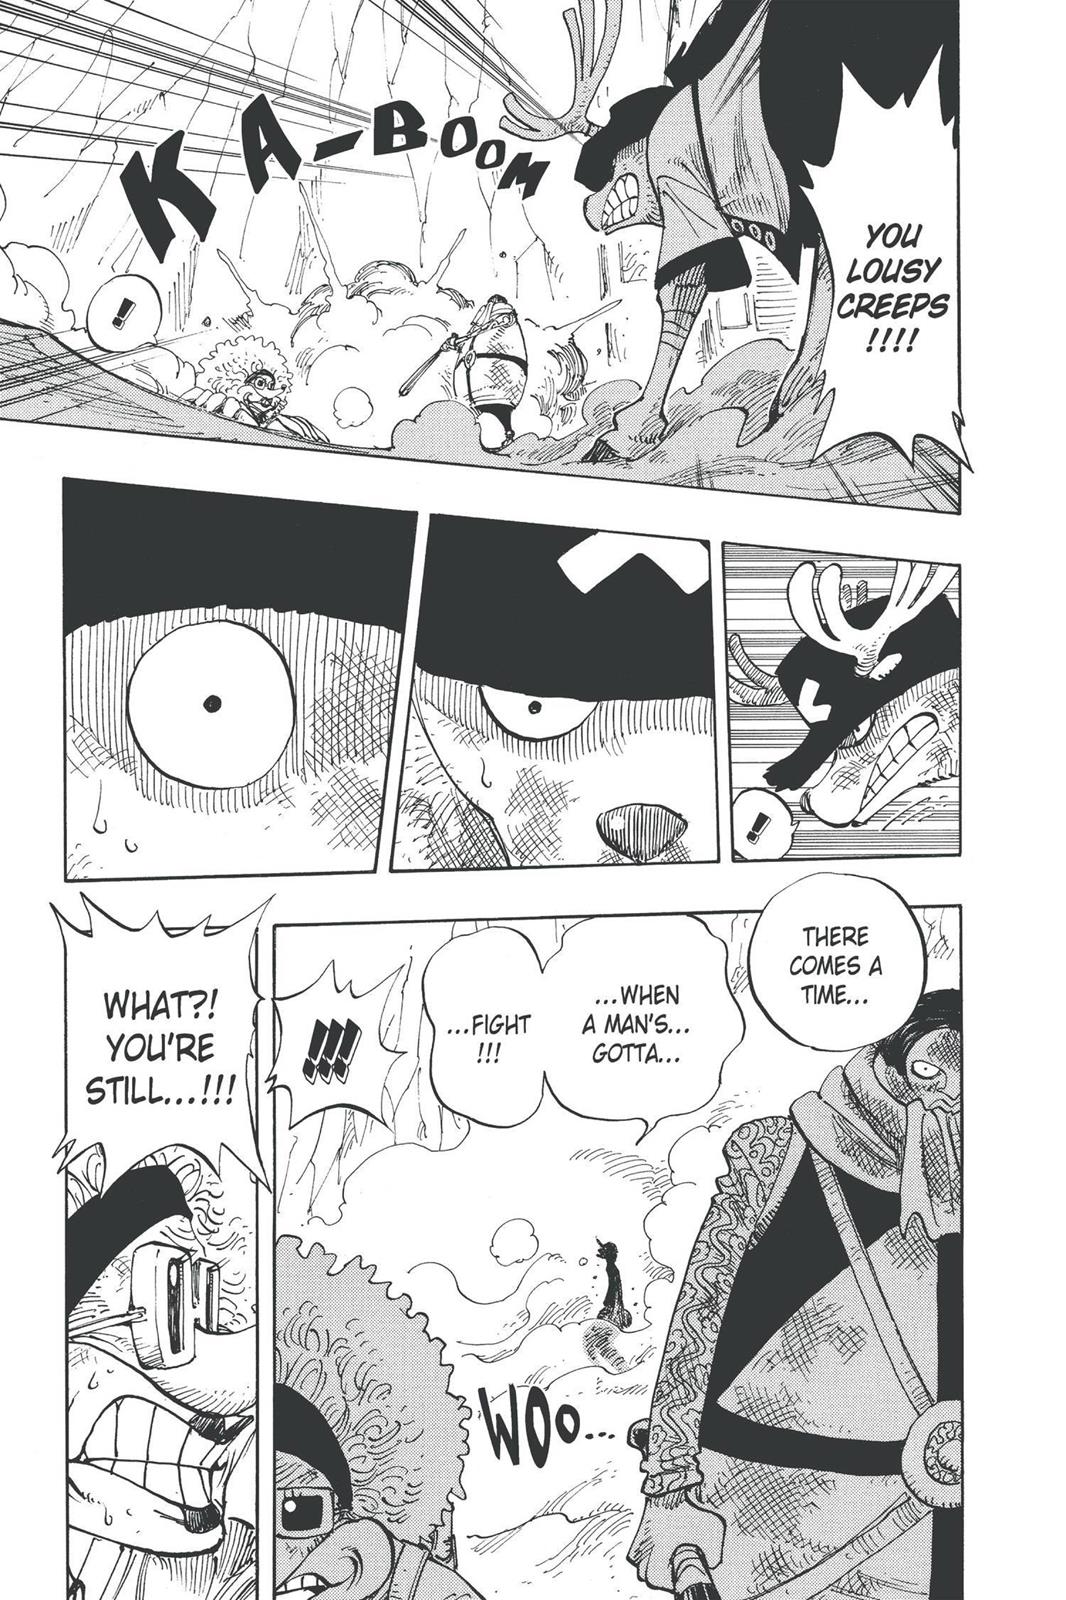 YOU
LOUSY
CREEPS
!!!!
KA-BOOM
!
!!
THERE
COMES A
TIME...
...WHEN
A MAN'S...
GOTTA...
...FIGHT
!!!
!!!
WOO...
WHAT?!
YOU'RE
STILL...!!!